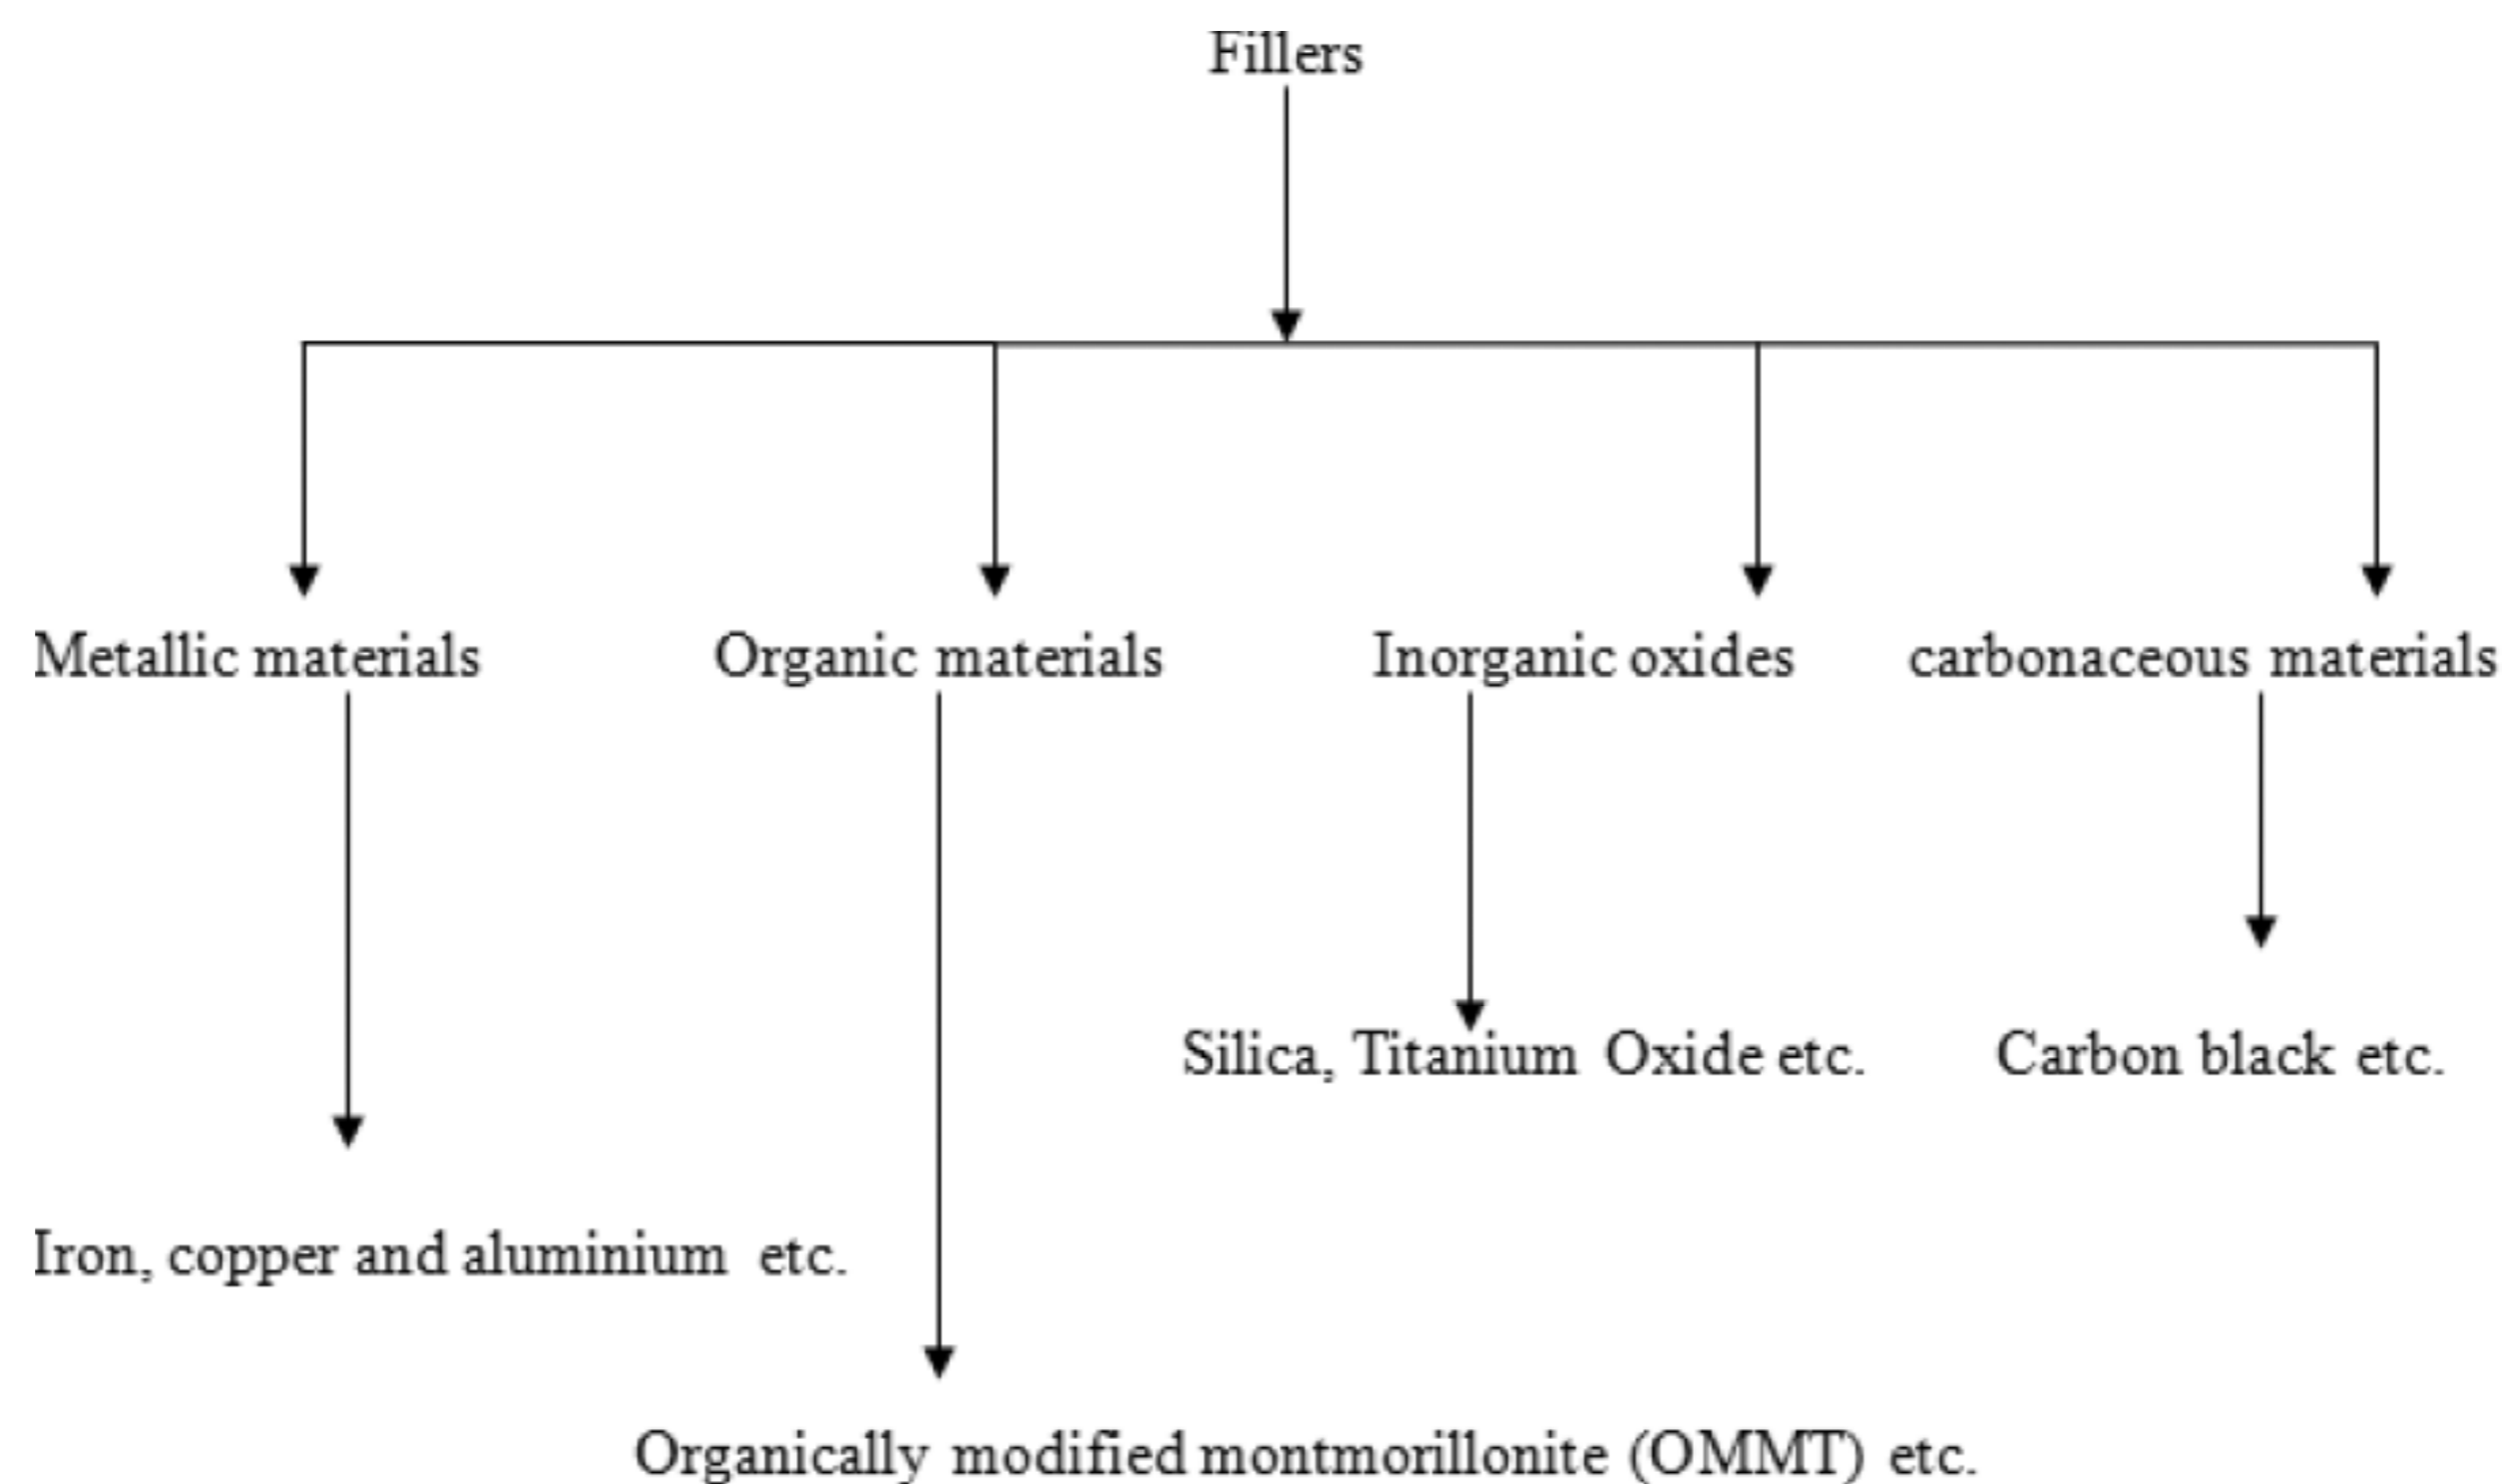 Fillers
Metallic materials
Organic materials
Inorganic oxides
carbonaceous materials
Silica, Titanium Oxide etc.
Carbon black etc.
Iron, copper and aluminium etc.
Organically modified montmorillonite (OMMT) etc.